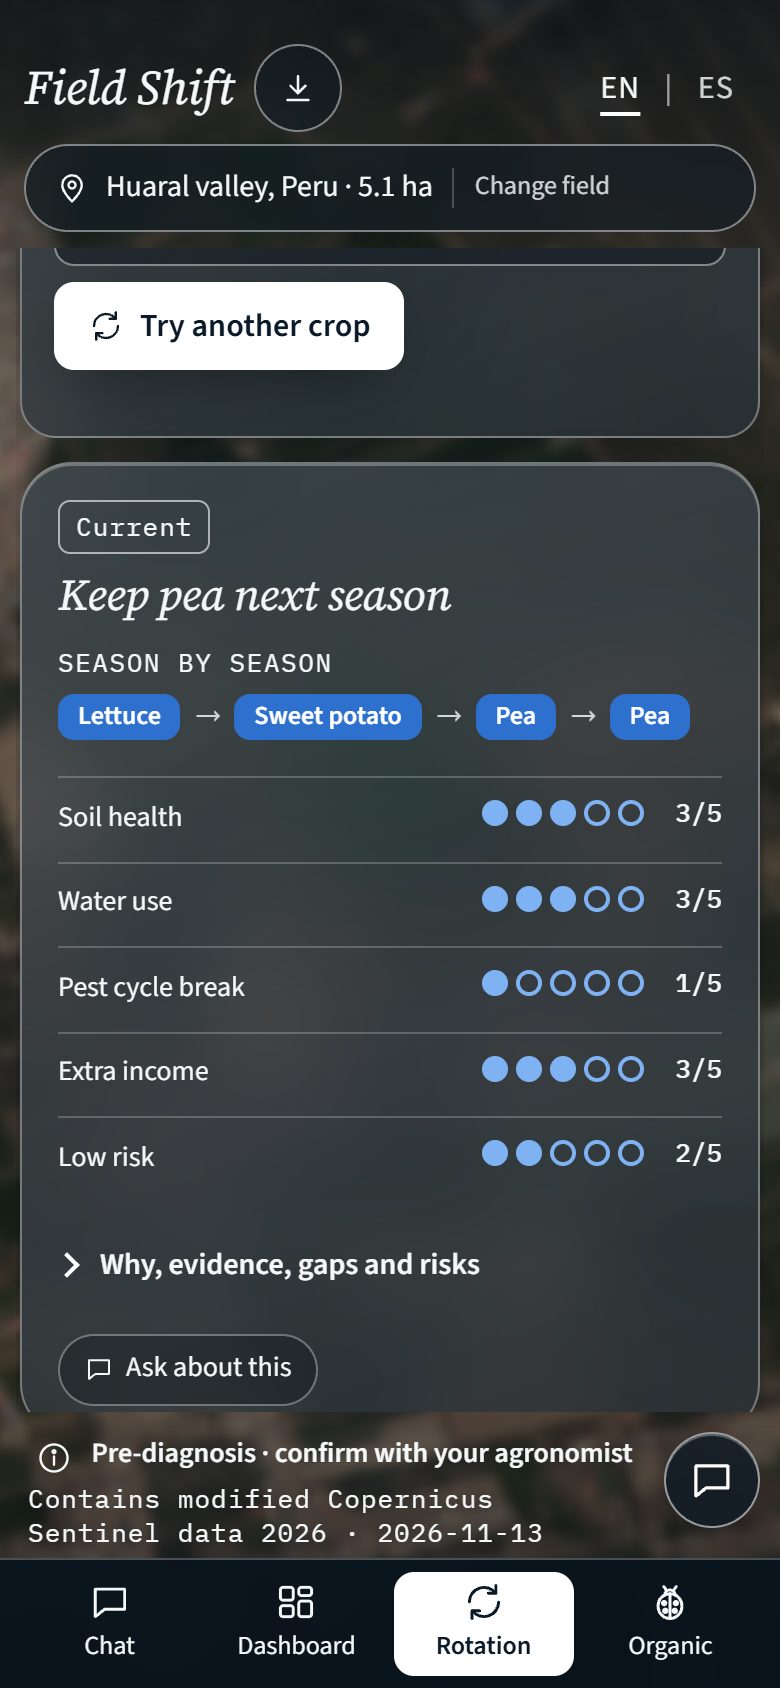 Field Shift
EN | ES
Huaral valley, Peru · 5.1 ha | Change field
Try another crop
Current
Keep pea next season
SEASON BY SEASON
Lettuce → Sweet potato → Pea → Pea
Soil health 3/5
Water use 3/5
Pest cycle break 1/5
Extra income 3/5
Low risk 2/5
Why, evidence, gaps and risks
Ask about this
Pre-diagnosis · confirm with your agronomist
Contains modified Copernicus
Sentinel data 2026 · 2026-11-13
Chat Dashboard Rotation Organic